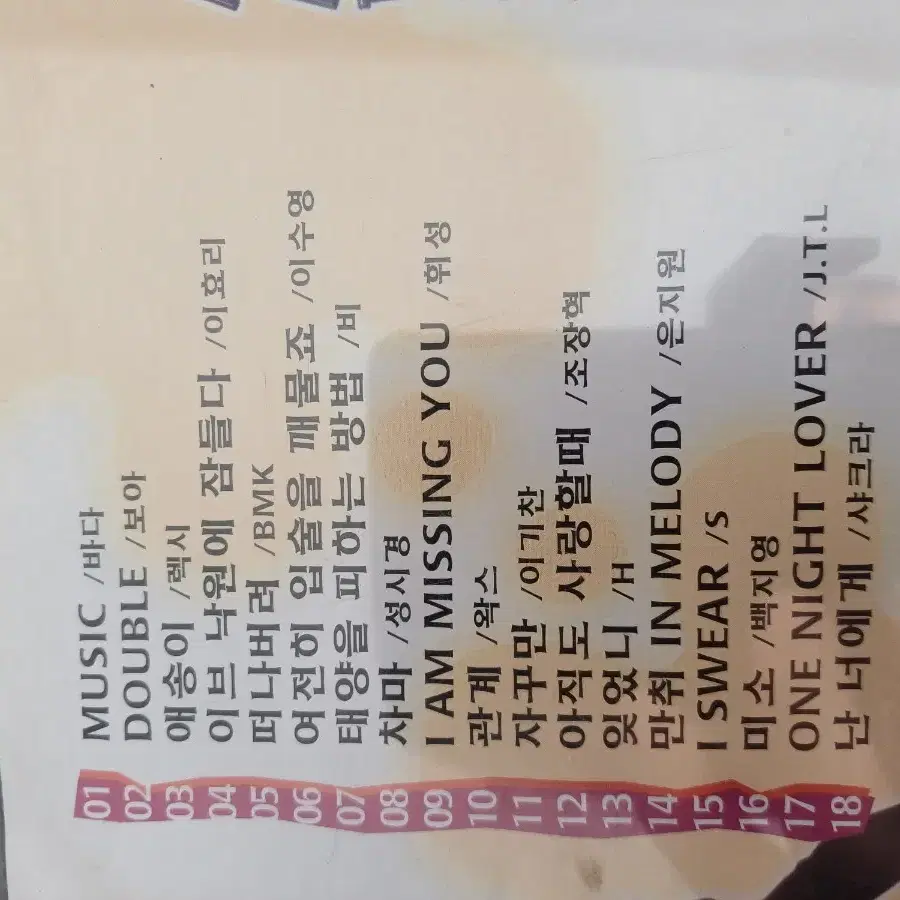 01 MUSIC /바다
02 DOUBLE /보아
03 애송이 /렉시
04 이브 낙원에 잠들다 /이효리
05 떠나버려 /BMK
06 여전히 입술을 깨물죠 /이수영
07 태양을 피하는 방법 /비
08 차마 /성시경
09 I AM MISSING YOU /휘성
10 관계 /왁스
11 자꾸만 /이기찬
12 아직도 사랑할때 /조장혁
13 잊었니 /H
14 만취 IN MELODY /은지원
15 I SWEAR /S
16 미소 /백지영
17 ONE NIGHT LOVER /J.T.L
18 난 너에게 /샤크라